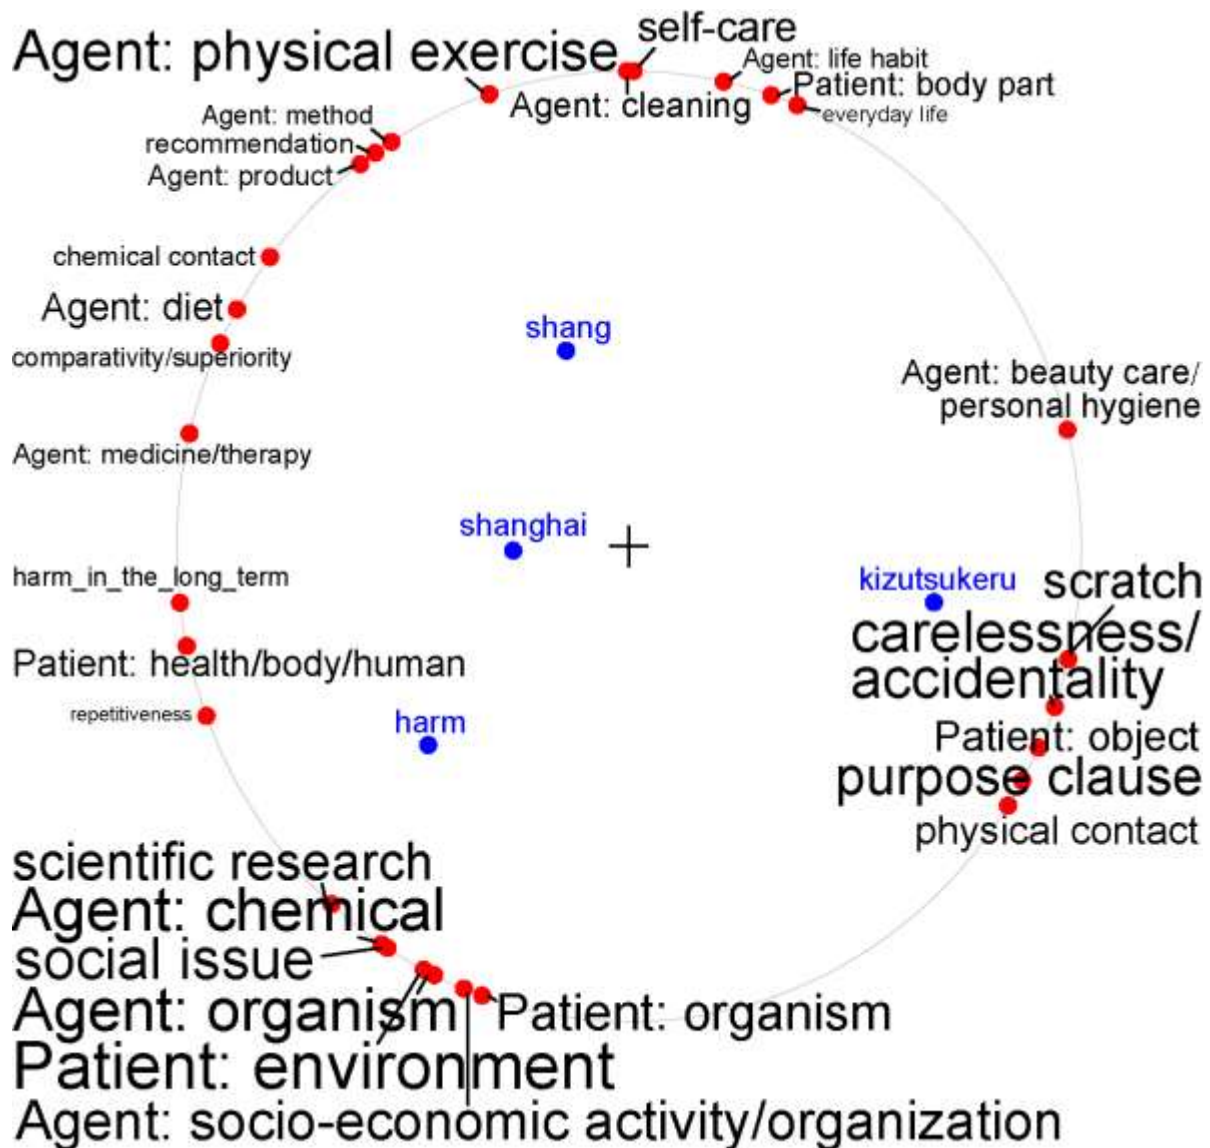 self-care
Agent: physical exercise
Agent: life habit
Patient: body part
Agent: cleaning
everyday life
Agent: method
recommendation
Agent: product
chemical contact
Agent: diet
shang
comparativity/superiority
Agent: beauty care/
personal hygiene
Agent: medicine/therapy
shanghai
harm_in_the_long_term
kizutsukeru
scratch
carelessness/
accidentality
Patient: health/body/human
repetitiveness
harm
Patient: object
purpose clause
physical contact
scientific research
Agent: chemical
social issue
Agent: organism
Patient: organism
Patient: environment
Agent: socio-economic activity/organization